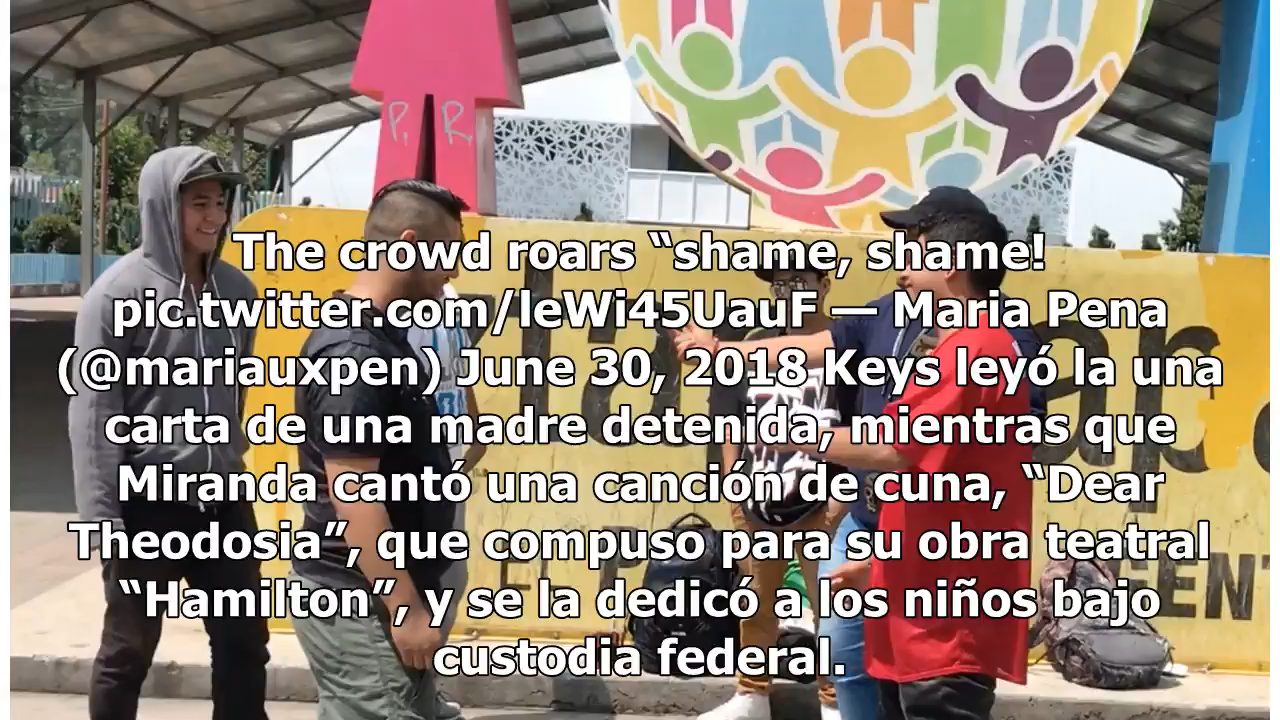 P. R
The crowd roars “shame, shame!
pic.twitter.com/leWi45UauF — Maria Pena
(@mariauxpen) June 30, 2018 Keys leyó la una
carta de una madre detenida, mientras que
Miranda cantó una canción de cuna, “Dear
Theodosia”, que compuso para su obra teatral
“Hamilton”, y se la dedicó a los niños bajo
custodia federal.